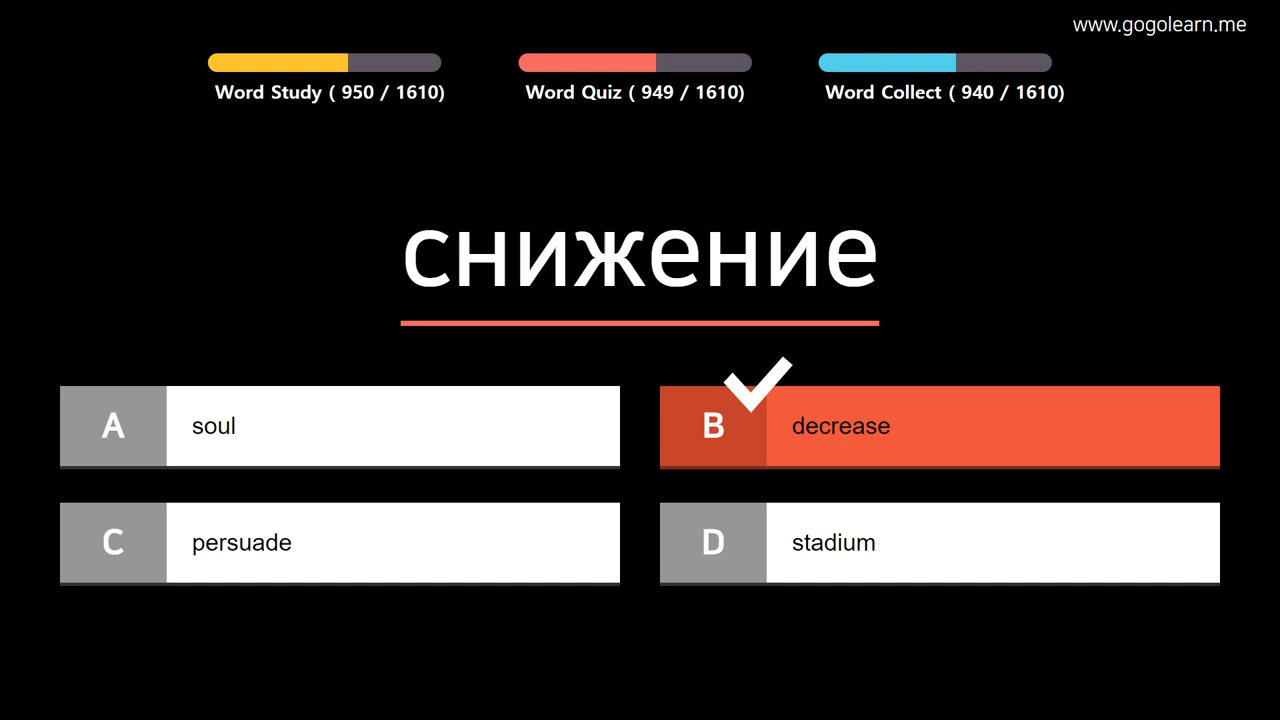 www.gogolearn.me
Word Study ( 950 / 1610)
Word Quiz ( 949 / 1610)
Word Collect ( 940 / 1610)
снижение
A soul
B decrease
C persuade
D stadium